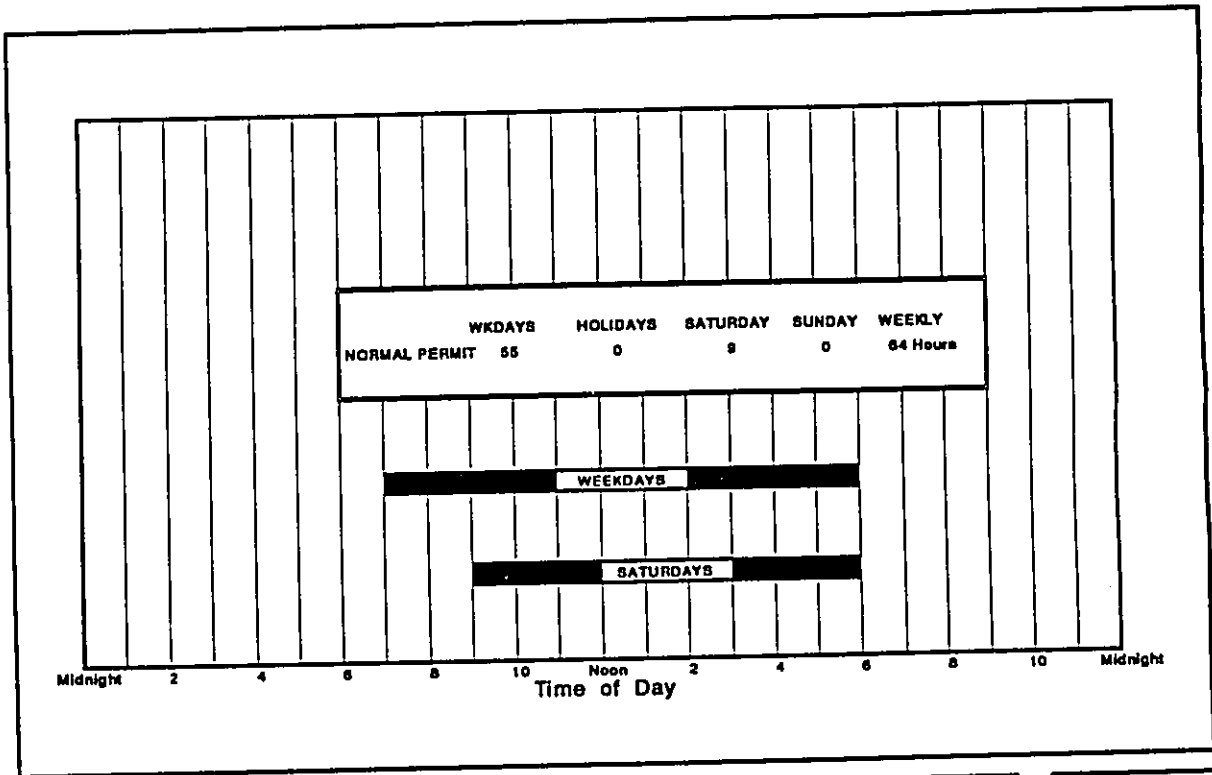 WKDAYS HOLIDAYS SATURDAY SUNDAY WEEKLY
NORMAL PERMIT 55 0 9 0 64 Hours
WEEKDAYS
SATURDAYS
Midnight 2 4 6 8 10 Noon 2 4 6 8 10 Midnight
Time of Day